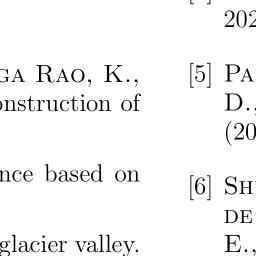 GA RAO, K.,
onstruction of
nce based on
glacier valley.
202
[5] PA
D.,
(20
[6] SH
DE
E.,